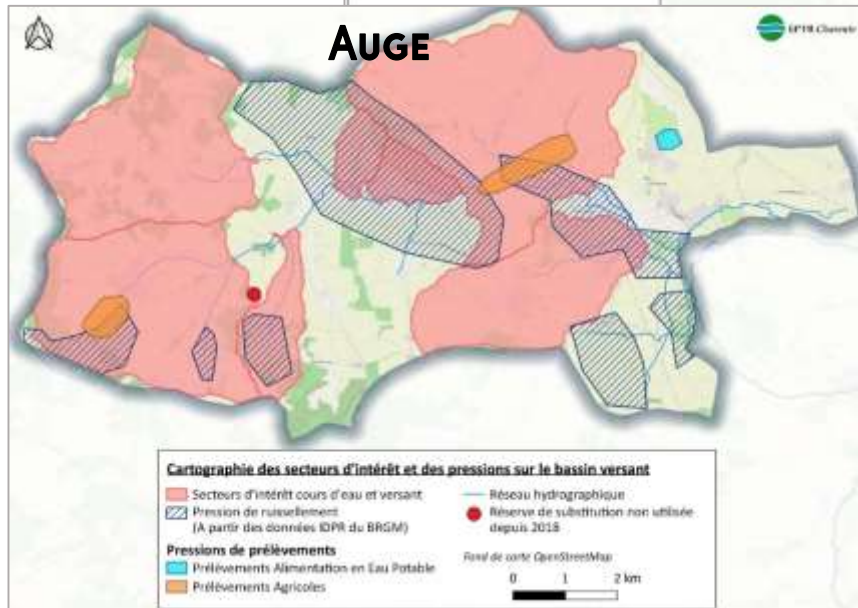 AUGE
EPTB Charente
Cartographie des secteurs d'intérêt et des pressions sur le bassin versant
Secteurs d'intérêt cours d'eau et versant
Pression de ruissellement
(A partir des données IDPR du BRGM)
Pressions de prélèvements
Prélèvements Alimentation en Eau Potable
Prélèvements Agricoles
Réseau hydrographique
Réserve de substitution non utilisée
depuis 2018
Fond de carte OpenStreetMap
0 1 2 km